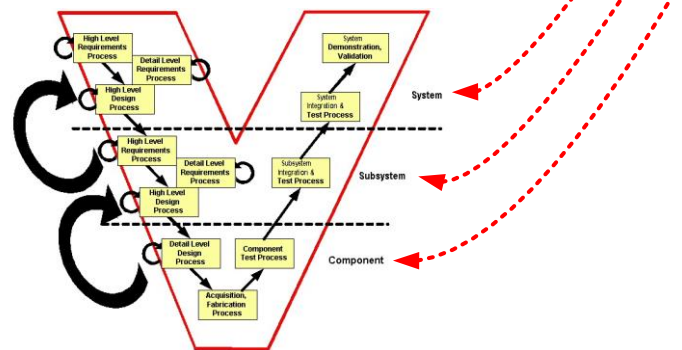 High Level
Requirements
Process
Detail Level
Requirements
Process
High Level
Design
Process
System
Demonstration,
Validation
System
Integration &
Test Process
System
High Level
Requirements
Process
Detail Level
Requirements
Process
High Level
Design
Process
Subsystem
Integration &
Test Process
Subsystem
Detail Level
Design
Process
Component
Test Process
Component
Acquisition,
Fabrication
Process